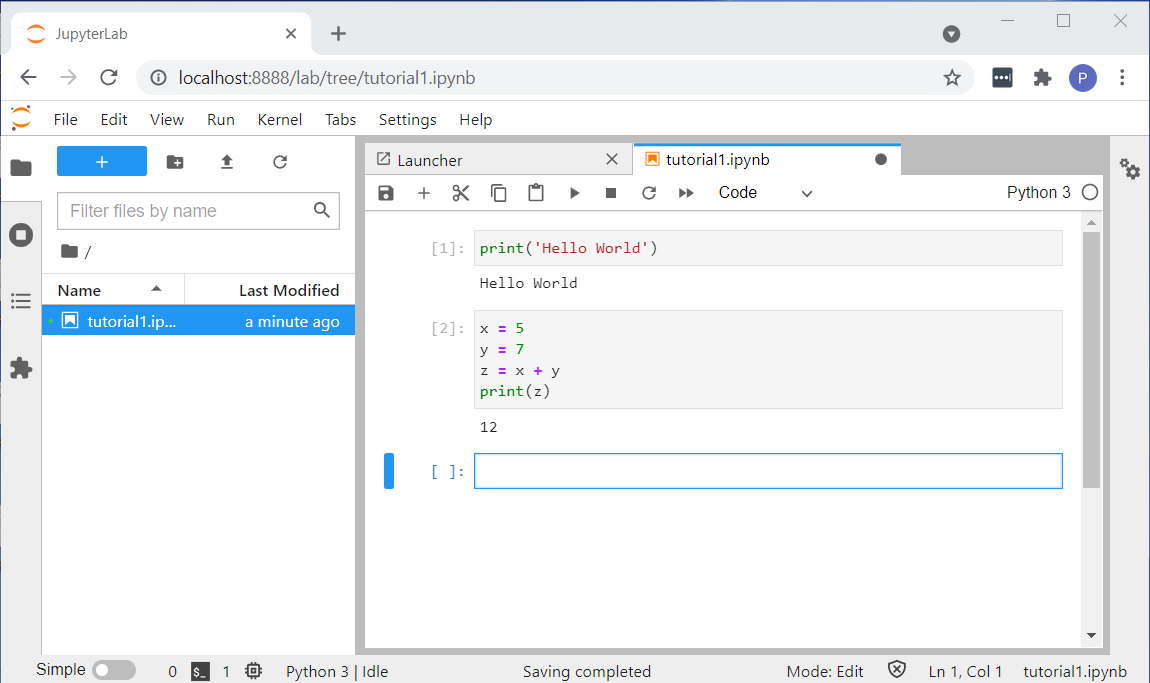 JupyterLab
localhost:8888/lab/tree/tutorial1.ipynb
P
File Edit View Run Kernel Tabs Settings Help
Filter files by name
/
Name Last Modified
tutorial1.ip... a minute ago
Launcher
tutorial1.ipynb
Code
Python 3
[1]: print('Hello World')
Hello World
[2]: x = 5
y = 7
z = x + y
print(z)
12
[ ]:
Simple 0 $_ 1 Python 3 | Idle Saving completed Mode: Edit Ln 1, Col 1 tutorial1.ipynb